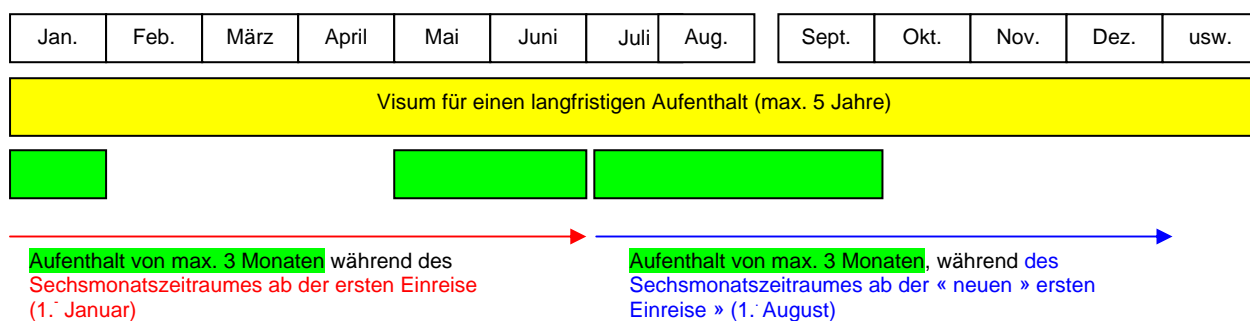 Jan. Feb. März April Mai Juni Juli Aug. Sept. Okt. Nov. Dez. usw.
Visum für einen langfristigen Aufenthalt (max. 5 Jahre)
Aufenthalt von max. 3 Monaten während des
Sechsmonatszeitraumes ab der ersten Einreise
(1. Januar)
Aufenthalt von max. 3 Monaten, während des
Sechsmonatszeitraumes ab der « neuen » ersten
Einreise » (1. August)